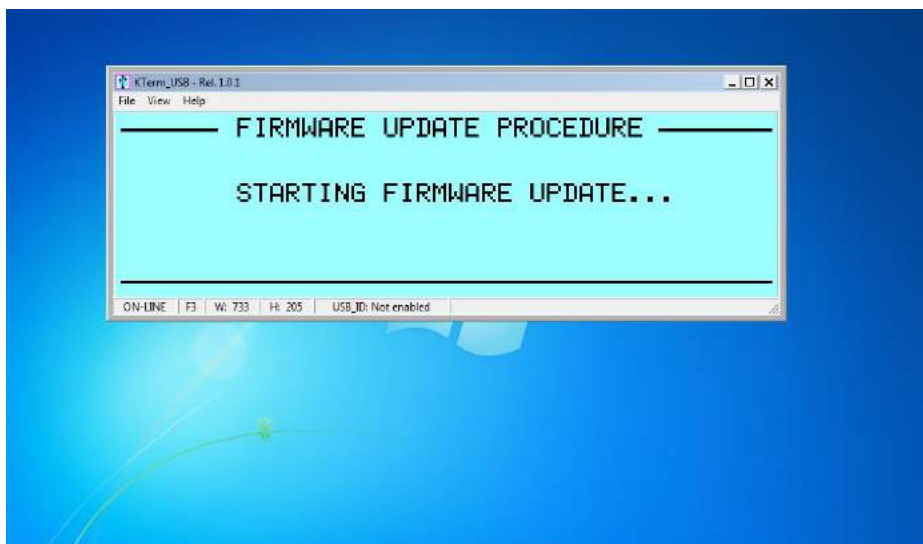 KTerm_USB - Rel. 1.0.1
File View Help
FIRMWARE UPDATE PROCEDURE
STARTING FIRMWARE UPDATE...
ON-LINE F3 W: 733 H: 205 USB_ID: Not enabled